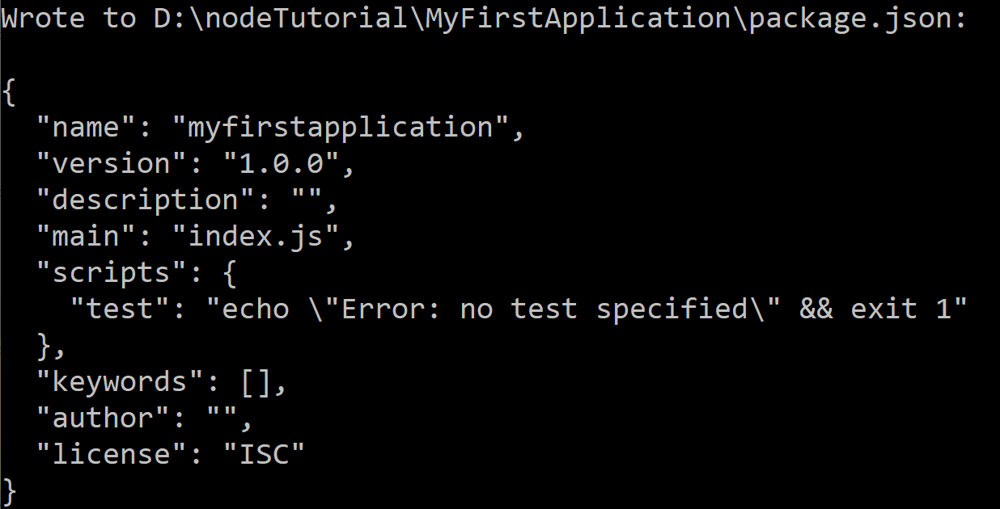 Wrote to D:\nodeTutorial\MyFirstApplication\package.json:

{
  "name": "myfirstapplication",
  "version": "1.0.0",
  "description": "",
  "main": "index.js",
  "scripts": {
    "test": "echo \"Error: no test specified\" && exit 1"
  },
  "keywords": [],
  "author": "",
  "license": "ISC"
}